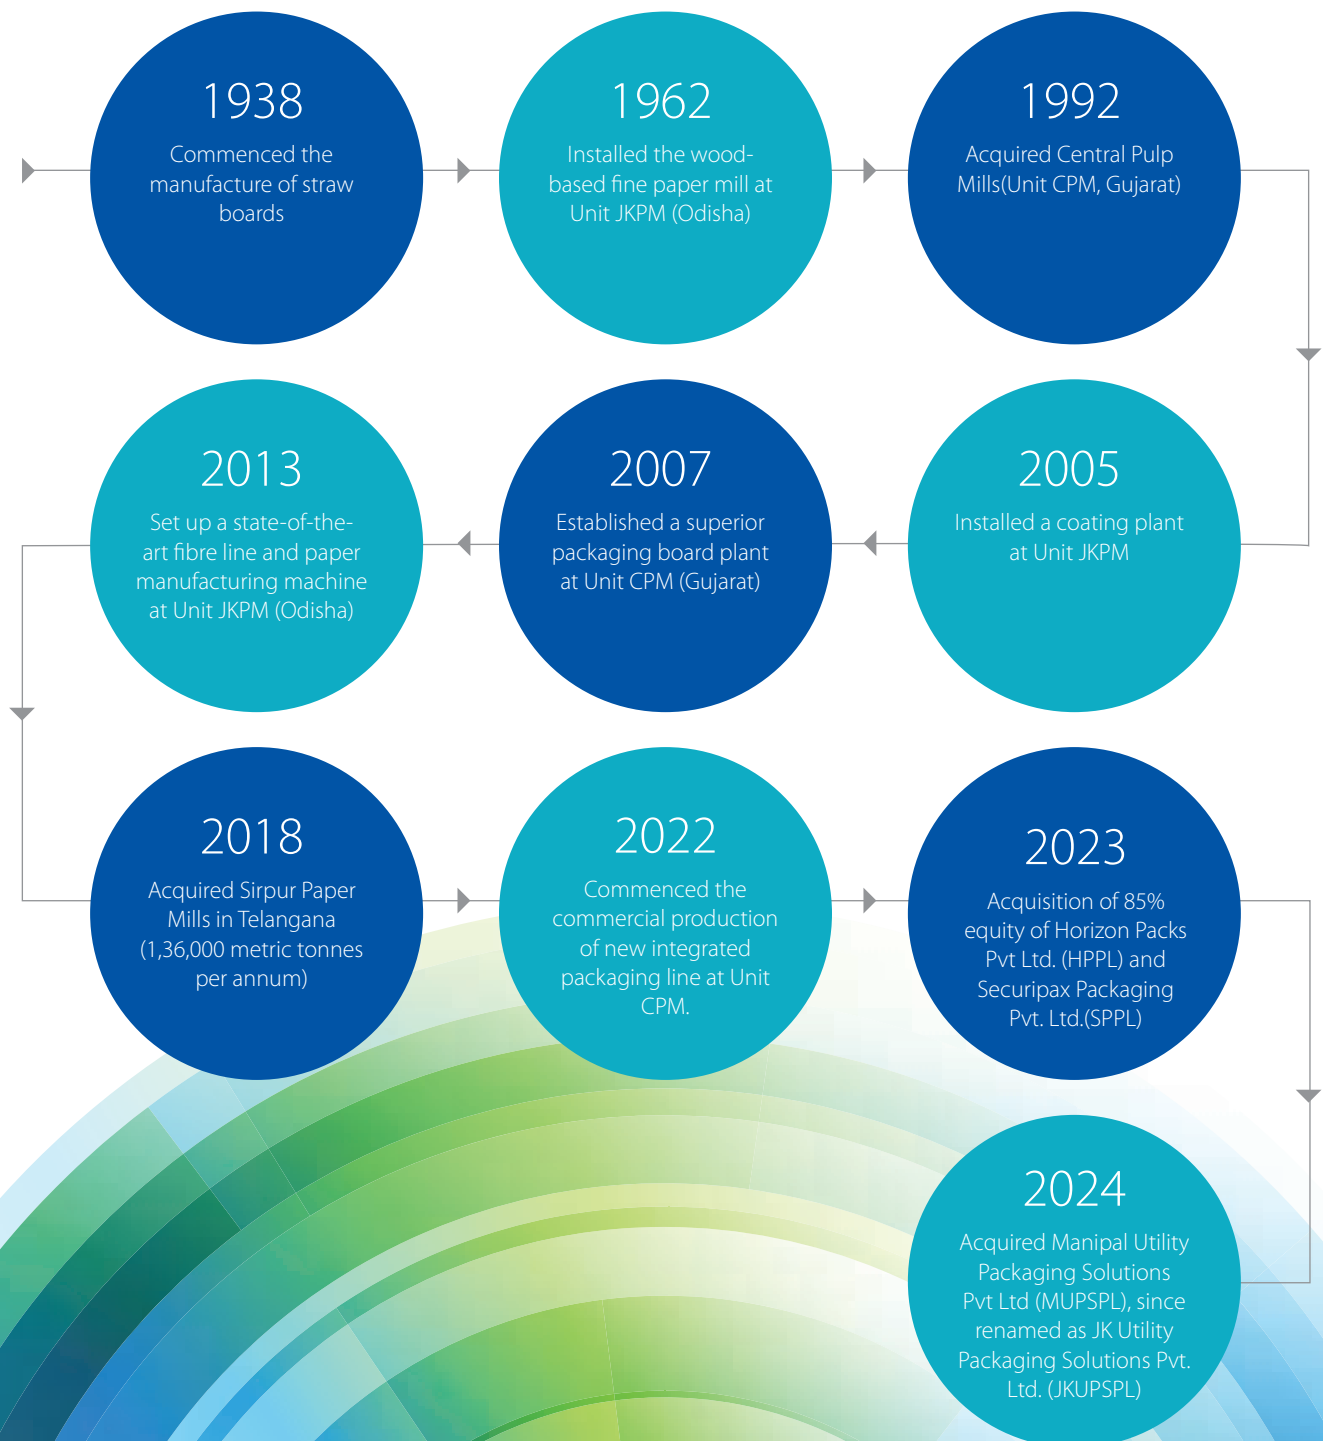 1938
Commenced the
manufacture of straw
boards
1962
Installed the wood-
based fine paper mill at
Unit JKPM (Odisha)
1992
Acquired Central Pulp
Mills(Unit CPM, Gujarat)
2005
Installed a coating plant
at Unit JKPM
2007
Established a superior
packaging board plant
at Unit CPM (Gujarat)
2013
Set up a state-of-the-
art fibre line and paper
manufacturing machine
at Unit JKPM (Odisha)
2018
Acquired Sirpur Paper
Mills in Telangana
(1,36,000 metric tonnes
per annum)
2022
Commenced the
commercial production
of new integrated
packaging line at Unit
CPM.
2023
Acquisition of 85%
equity of Horizon Packs
Pvt Ltd. (HPPL) and
Securipax Packaging
Pvt. Ltd.(SPPL)
2024
Acquired Manipal Utility
Packaging Solutions
Pvt Ltd (MUPSPL), since
renamed as JK Utility
Packaging Solutions Pvt.
Ltd. (JKUPSPL)